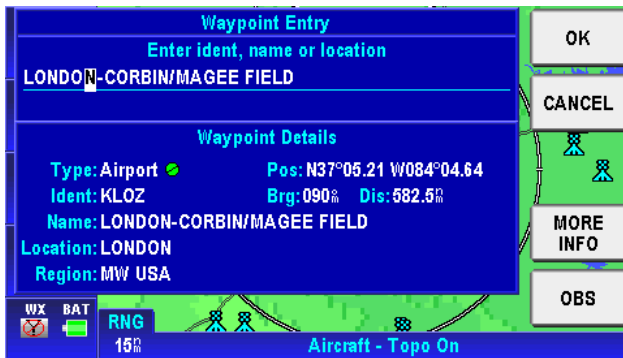 Waypoint Entry
Enter ident, name or location
LONDON-CORBIN/MAGEE FIELD
OK
CANCEL
Waypoint Details
Type: Airport Pos: N37°05.21 W084°04.64
Ident: KLOZ Brg: 090° Dis: 582.5
Name: LONDON-CORBIN/MAGEE FIELD
Location: LONDON
Region: MW USA
MORE
INFO
OBS
WX BAT
RNG
15
Aircraft - Topo On